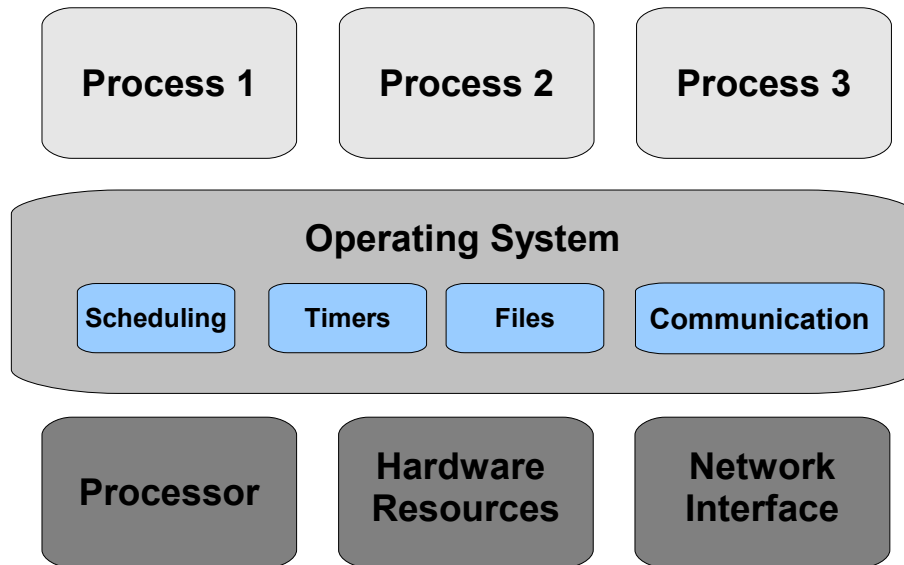 Process 1
Process 2
Process 3
Operating System
Scheduling
Timers
Files
Communication
Processor
Hardware
Resources
Network
Interface